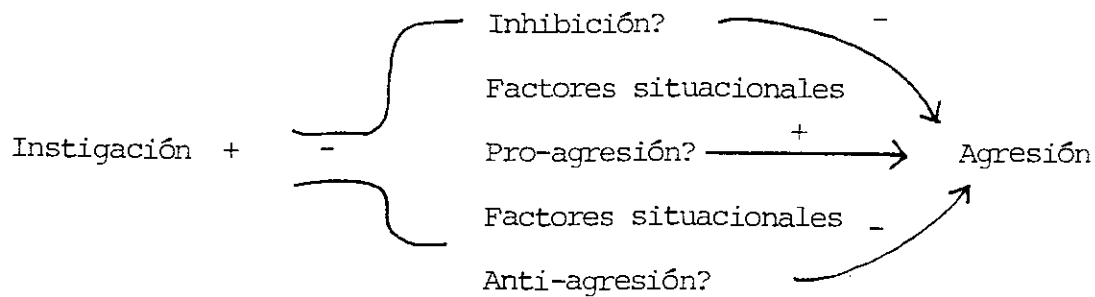 Inhibición? -
Factores situacionales
Instigación + - Pro-agresión? + Agresión
Factores situacionales -
Anti-agresión?